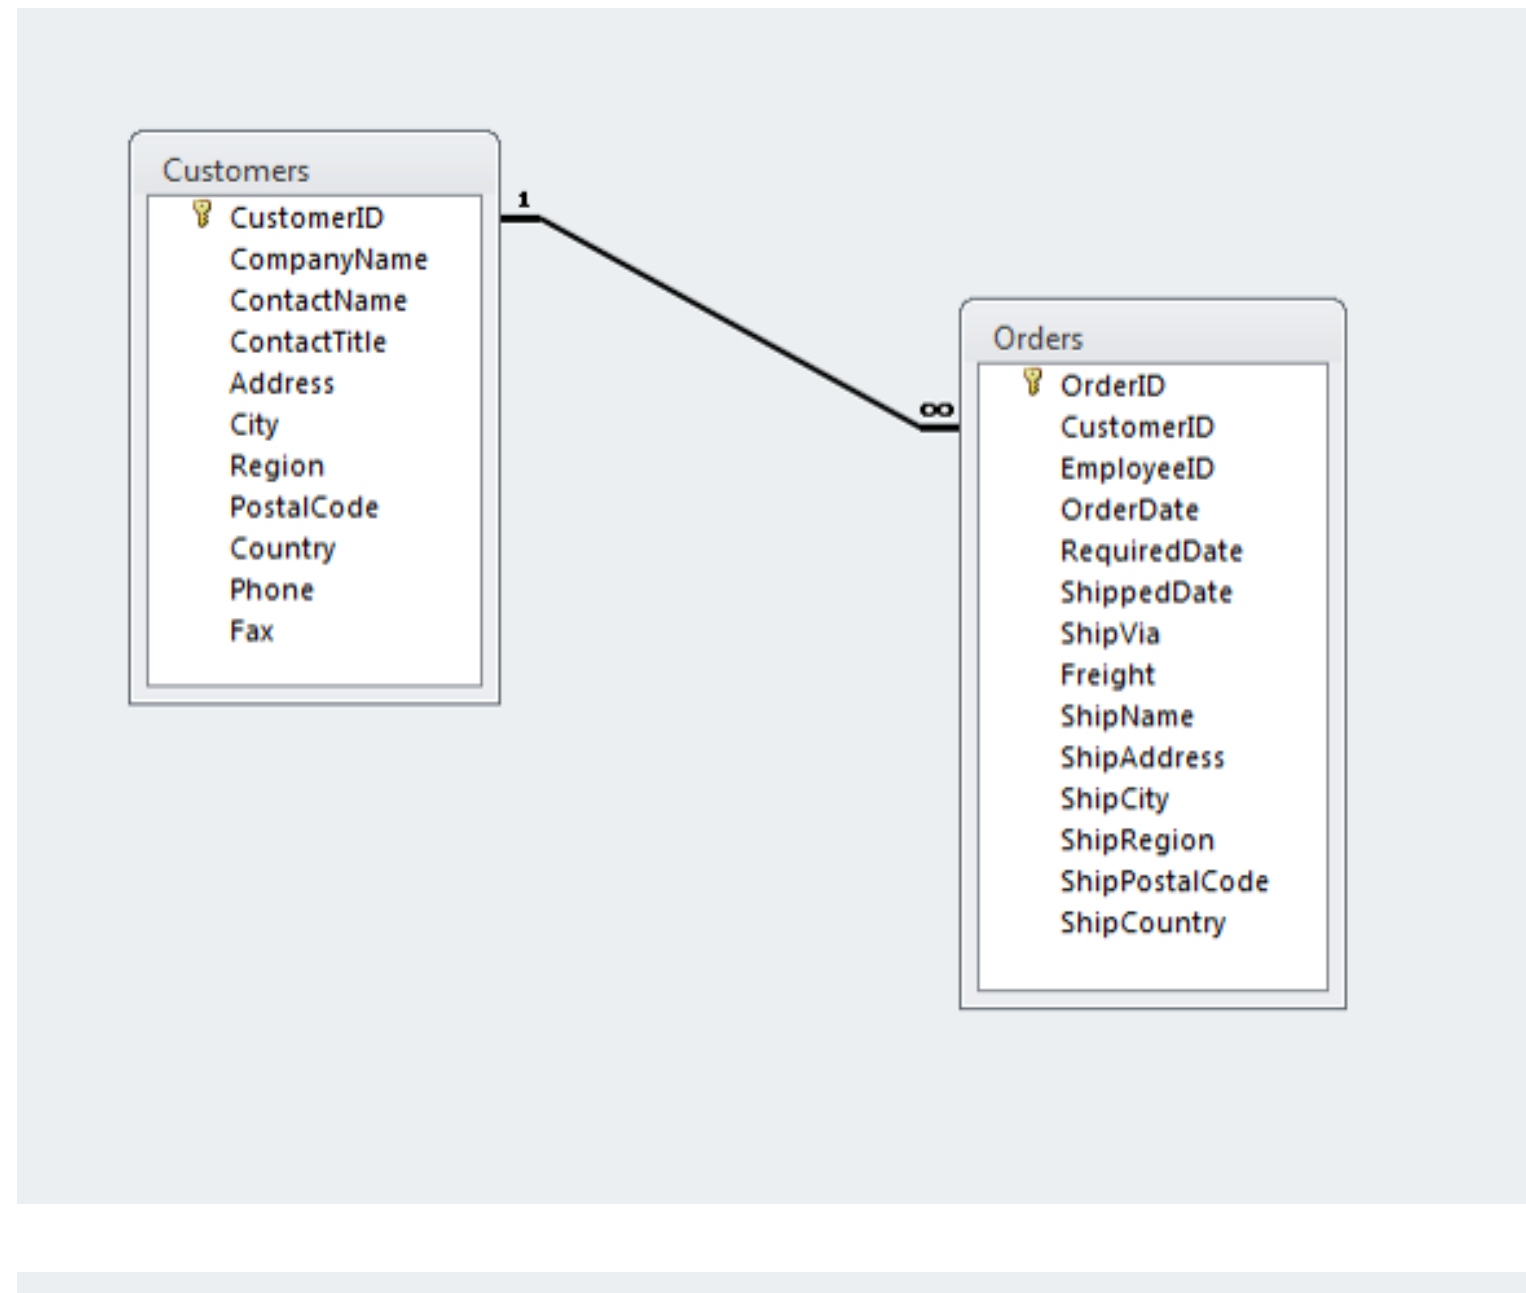 Customers
CustomerID
CompanyName
ContactName
ContactTitle
Address
City
Region
PostalCode
Country
Phone
Fax
1
∞
Orders
OrderID
CustomerID
EmployeeID
OrderDate
RequiredDate
ShippedDate
ShipVia
Freight
ShipName
ShipAddress
ShipCity
ShipRegion
ShipPostalCode
ShipCountry